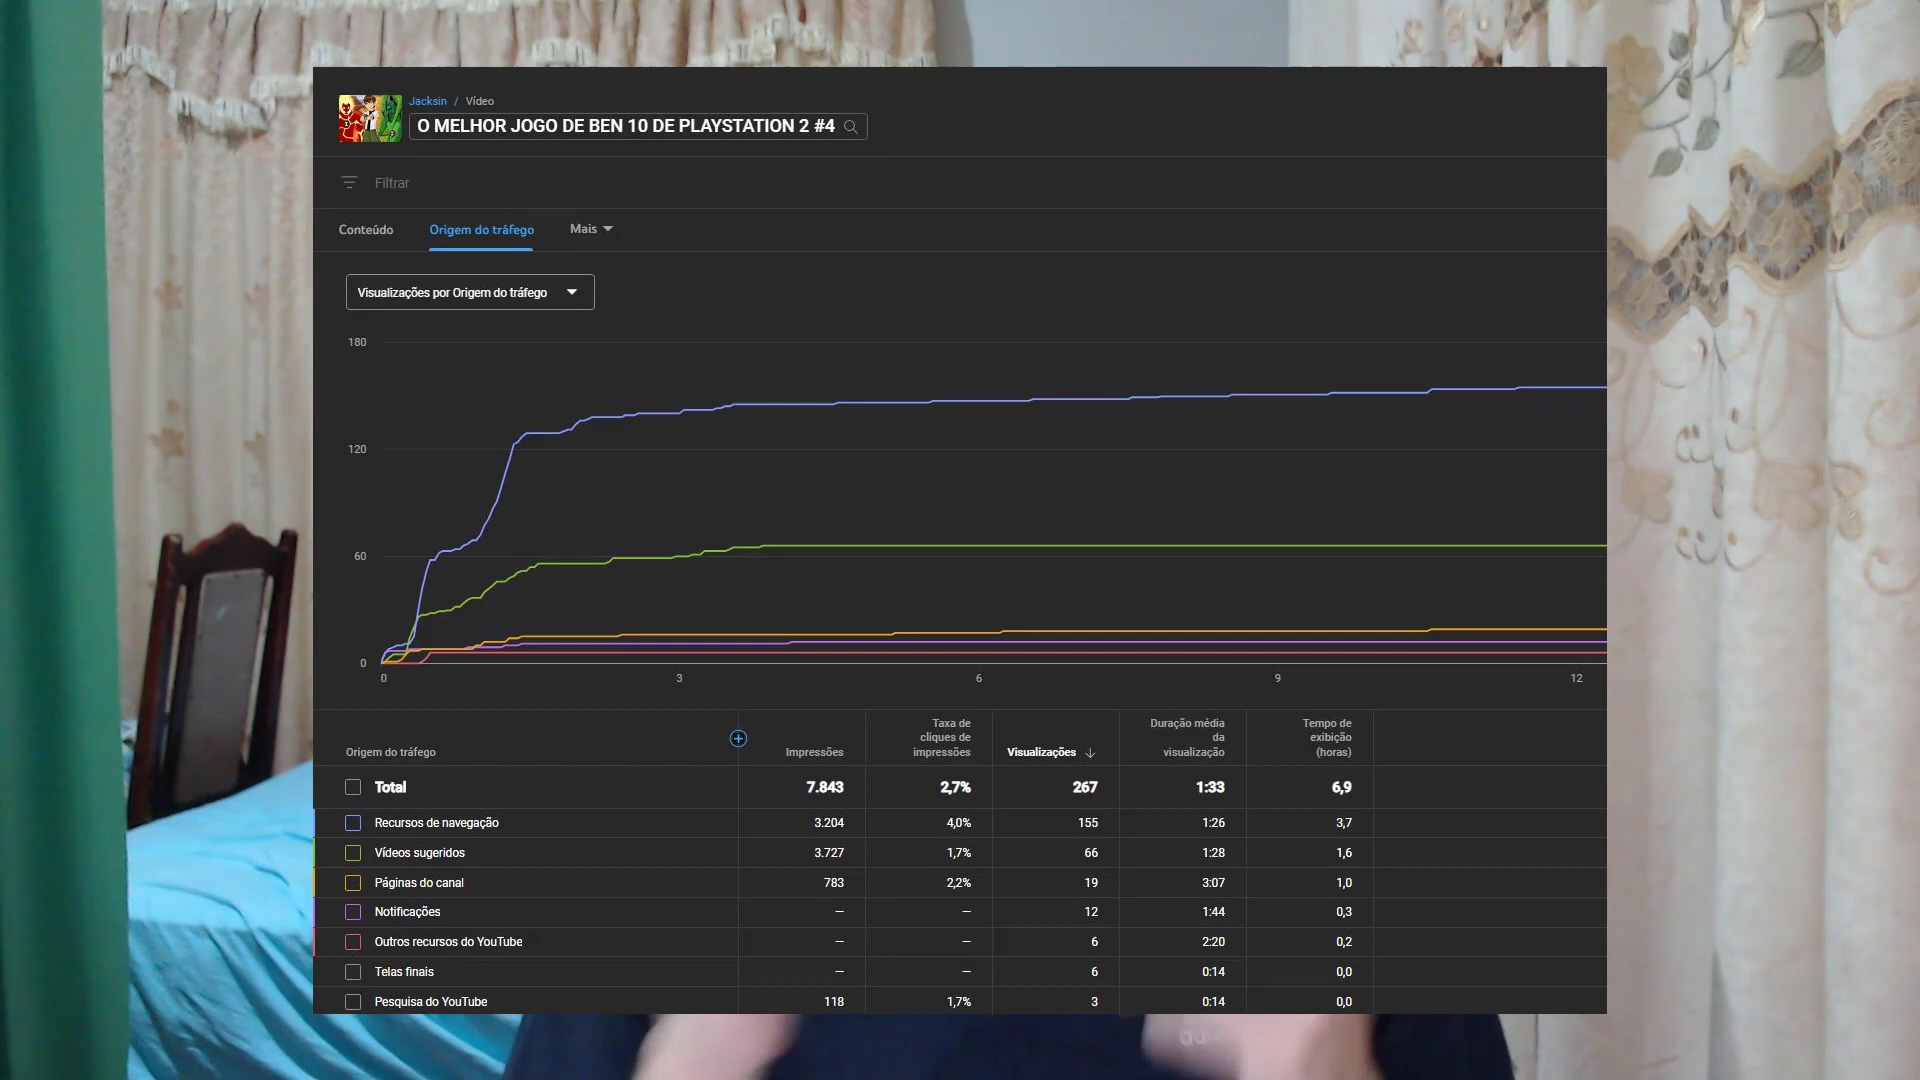 Jacksin / Vídeo
O MELHOR JOGO DE BEN 10 DE PLAYSTATION 2 #4
Filtrar
Conteúdo Origem do tráfego Mais
Visualizações por Origem do tráfego
180
120
60
0
0 3 6 9 12
Origem do tráfego
Impressões
Taxa de
cliques de
impressões
Visualizações
Duração média
da
visualização
Tempo de
exibição
(horas)
Total 7.843 2,7% 267 1:33 6,9
Recursos de navegação 3.204 4,0% 155 1:26 3,7
Vídeos sugeridos 3.727 1,7% 66 1:28 1,6
Páginas do canal 783 2,2% 19 3:07 1,0
Notificações — — 12 1:44 0,3
Outros recursos do YouTube — — 6 2:20 0,2
Telas finais — — 6 0:14 0,0
Pesquisa do YouTube 118 1,7% 3 0:14 0,0